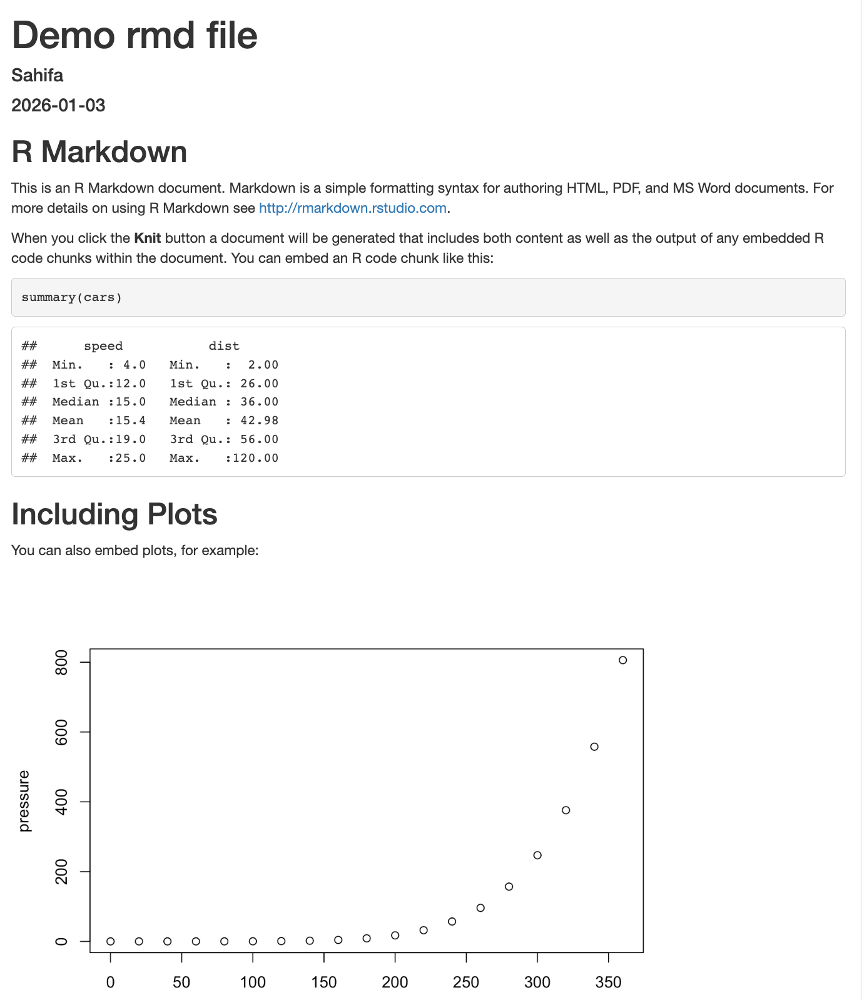 Demo rmd file
Sahifa
2026-01-03
R Markdown
This is an R Markdown document. Markdown is a simple formatting syntax for authoring HTML, PDF, and MS Word documents. For
more details on using R Markdown see http://rmarkdown.rstudio.com.
When you click the Knit button a document will be generated that includes both content as well as the output of any embedded R
code chunks within the document. You can embed an R code chunk like this:
summary(cars)
##      speed           dist
##  Min.   : 4.0   Min.   :  2.00
##  1st Qu.:12.0   1st Qu.: 26.00
##  Median :15.0   Median : 36.00
##  Mean   :15.4   Mean   : 42.98
##  3rd Qu.:19.0   3rd Qu.: 56.00
##  Max.   :25.0   Max.   :120.00
Including Plots
You can also embed plots, for example:
800
600
400
200
0
pressure
0 50 100 150 200 250 300 350